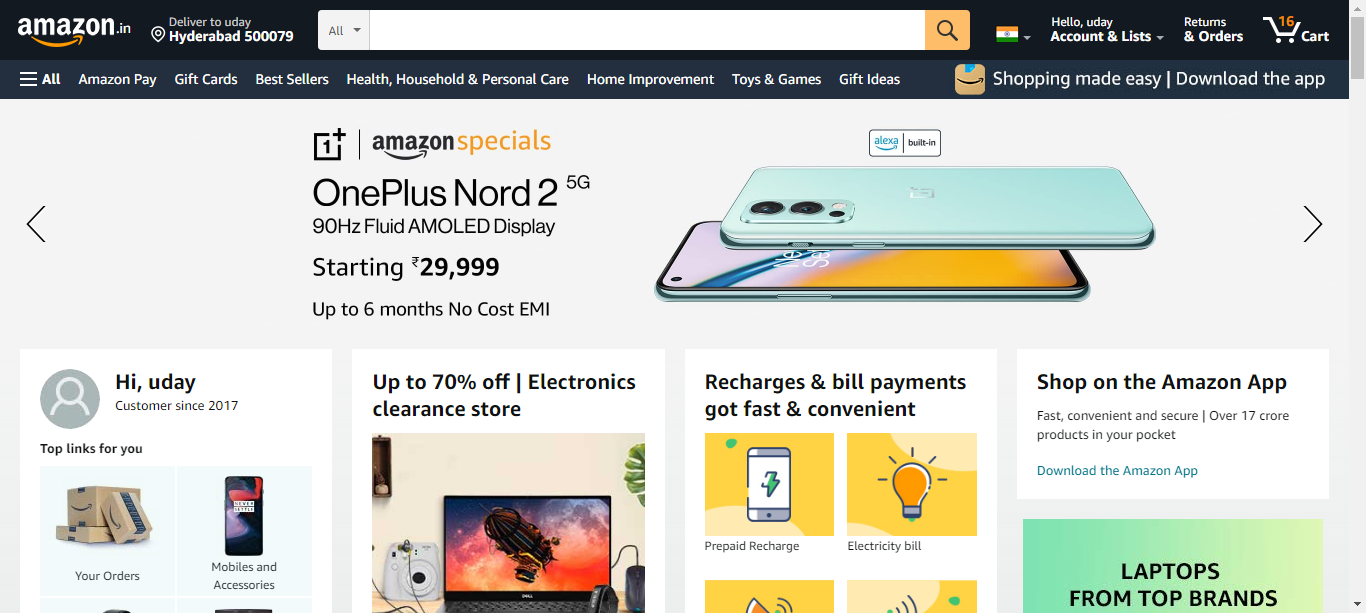 amazon.in
Deliver to uday
Hyderabad 500079
All
Hello, uday
Account & Lists
Returns
& Orders
16
Cart
All
Amazon Pay
Gift Cards
Best Sellers
Health, Household & Personal Care
Home Improvement
Toys & Games
Gift Ideas
Shopping made easy | Download the app
1+ | amazon specials
alexa | built-in
OnePlus Nord 2 5G
90Hz Fluid AMOLED Display
Starting ₹29,999
Up to 6 months No Cost EMI
Hi, uday
Customer since 2017
Top links for you
Your Orders
NEVER
SETTLE
Mobiles and
Accessories
Up to 70% off | Electronics
clearance store
DELL
Recharges & bill payments
got fast & convenient
Prepaid Recharge
Electricity bill
Shop on the Amazon App
Fast, convenient and secure | Over 17 crore
products in your pocket
Download the Amazon App
LAPTOPS
FROM TOP BRANDS